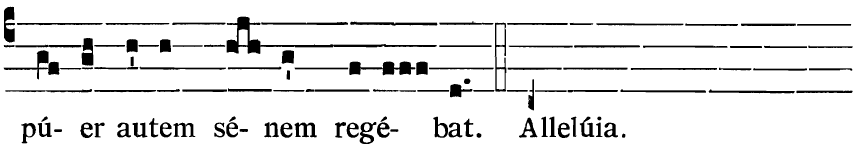 pú- er autem sé- nem regé- bat. Allelúia.